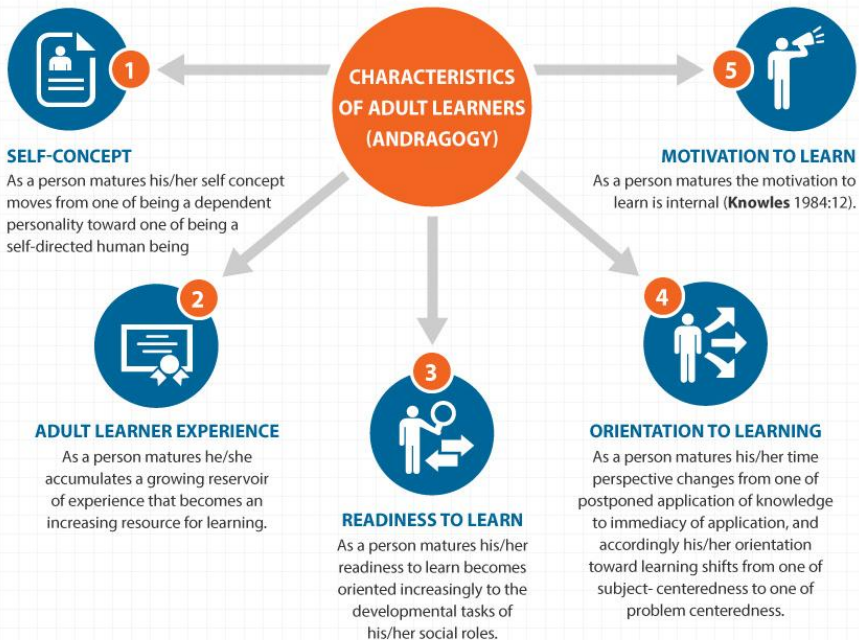 CHARACTERISTICS
OF ADULT LEARNERS
(ANDRAGOGY)
1
SELF-CONCEPT
As a person matures his/her self concept
moves from one of being a dependent
personality toward one of being a
self-directed human being
2
ADULT LEARNER EXPERIENCE
As a person matures he/she
accumulates a growing reservoir
of experience that becomes an
increasing resource for learning.
3
READINESS TO LEARN
As a person matures his/her
readiness to learn becomes
oriented increasingly to the
developmental tasks of
his/her social roles.
4
ORIENTATION TO LEARNING
As a person matures his/her time
perspective changes from one of
postponed application of knowledge
to immediacy of application, and
accordingly his/her orientation
toward learning shifts from one of
subject- centeredness to one of
problem centeredness.
5
MOTIVATION TO LEARN
As a person matures the motivation to
learn is internal (Knowles 1984:12).